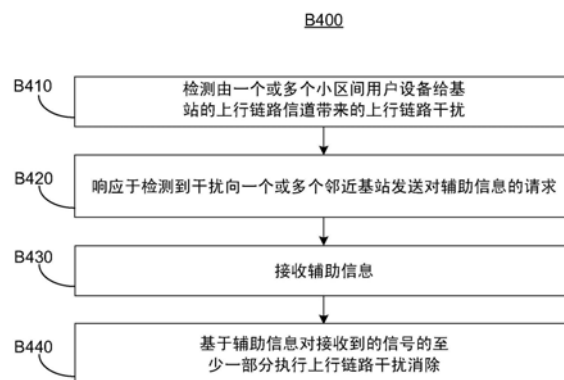 B400
B410
检测由一个或多个小区间用户设备给基
站的上行链路信道带来的上行链路干扰
B420
响应于检测到干扰向一个或多个邻近基站发送对辅助信息的请求
B430
接收辅助信息
B440
基于辅助信息对接收到的信号的至
少一部分执行上行链路干扰消除